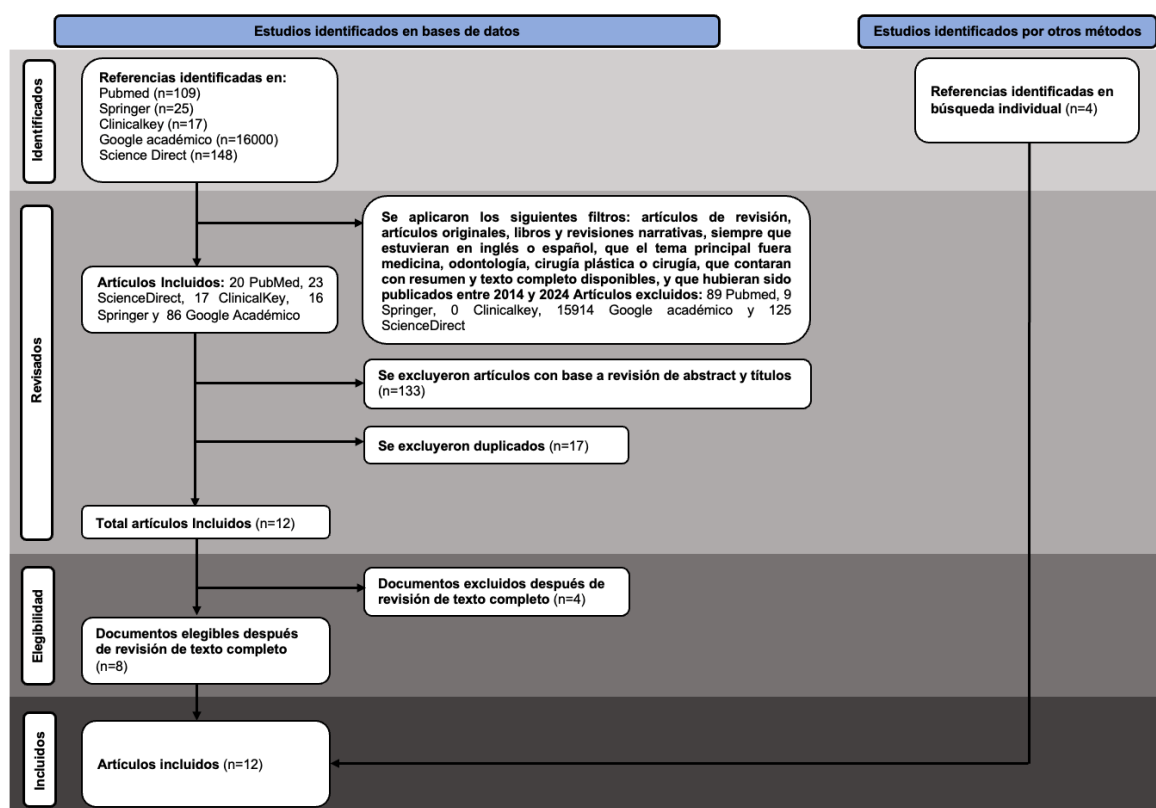 Estudios identificados en bases de datos
Estudios identificados por otros métodos
Identificados
Referencias identificadas en:
Pubmed (n=109)
Springer (n=25)
Clinicalkey (n=17)
Google académico (n=16000)
Science Direct (n=148)
Referencias identificadas en
búsqueda individual (n=4)
Revisados
Se aplicaron los siguientes filtros: artículos de revisión,
artículos originales, libros y revisiones narrativas, siempre que
estuvieran en inglés o español, que el tema principal fuera
medicina, odontología, cirugía plástica o cirugía, que contaran
con resumen y texto completo disponibles, y que hubieran sido
publicados entre 2014 y 2024 Artículos excluidos: 89 Pubmed, 9
Springer, 0 Clinicalkey, 15914 Google académico y 125
ScienceDirect
Artículos Incluidos: 20 PubMed, 23
ScienceDirect, 17 ClinicalKey, 16
Springer y 86 Google Académico
Se excluyeron artículos con base a revisión de abstract y títulos
(n=133)
Se excluyeron duplicados (n=17)
Total artículos Incluidos (n=12)
Elegibilidad
Documentos excluidos después de
revisión de texto completo (n=4)
Documentos elegibles después
de revisión de texto completo
(n=8)
Incluidos
Artículos incluidos (n=12)